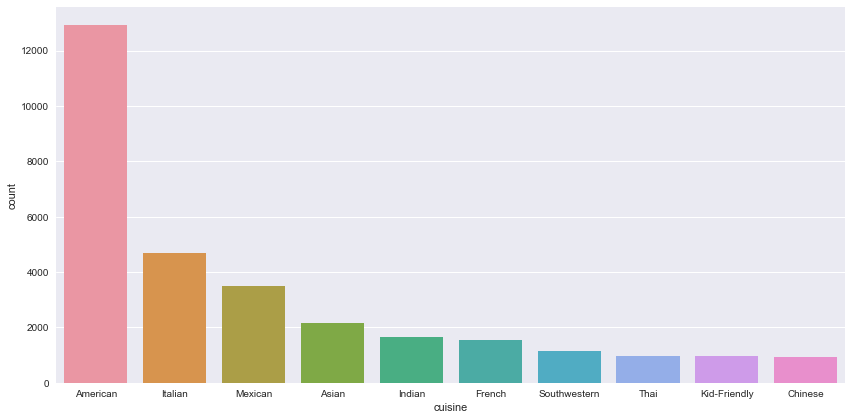 12000
10000
8000
6000
4000
2000
0
count
American Italian Mexican Asian Indian French Southwestern Thai Kid-Friendly Chinese
cuisine